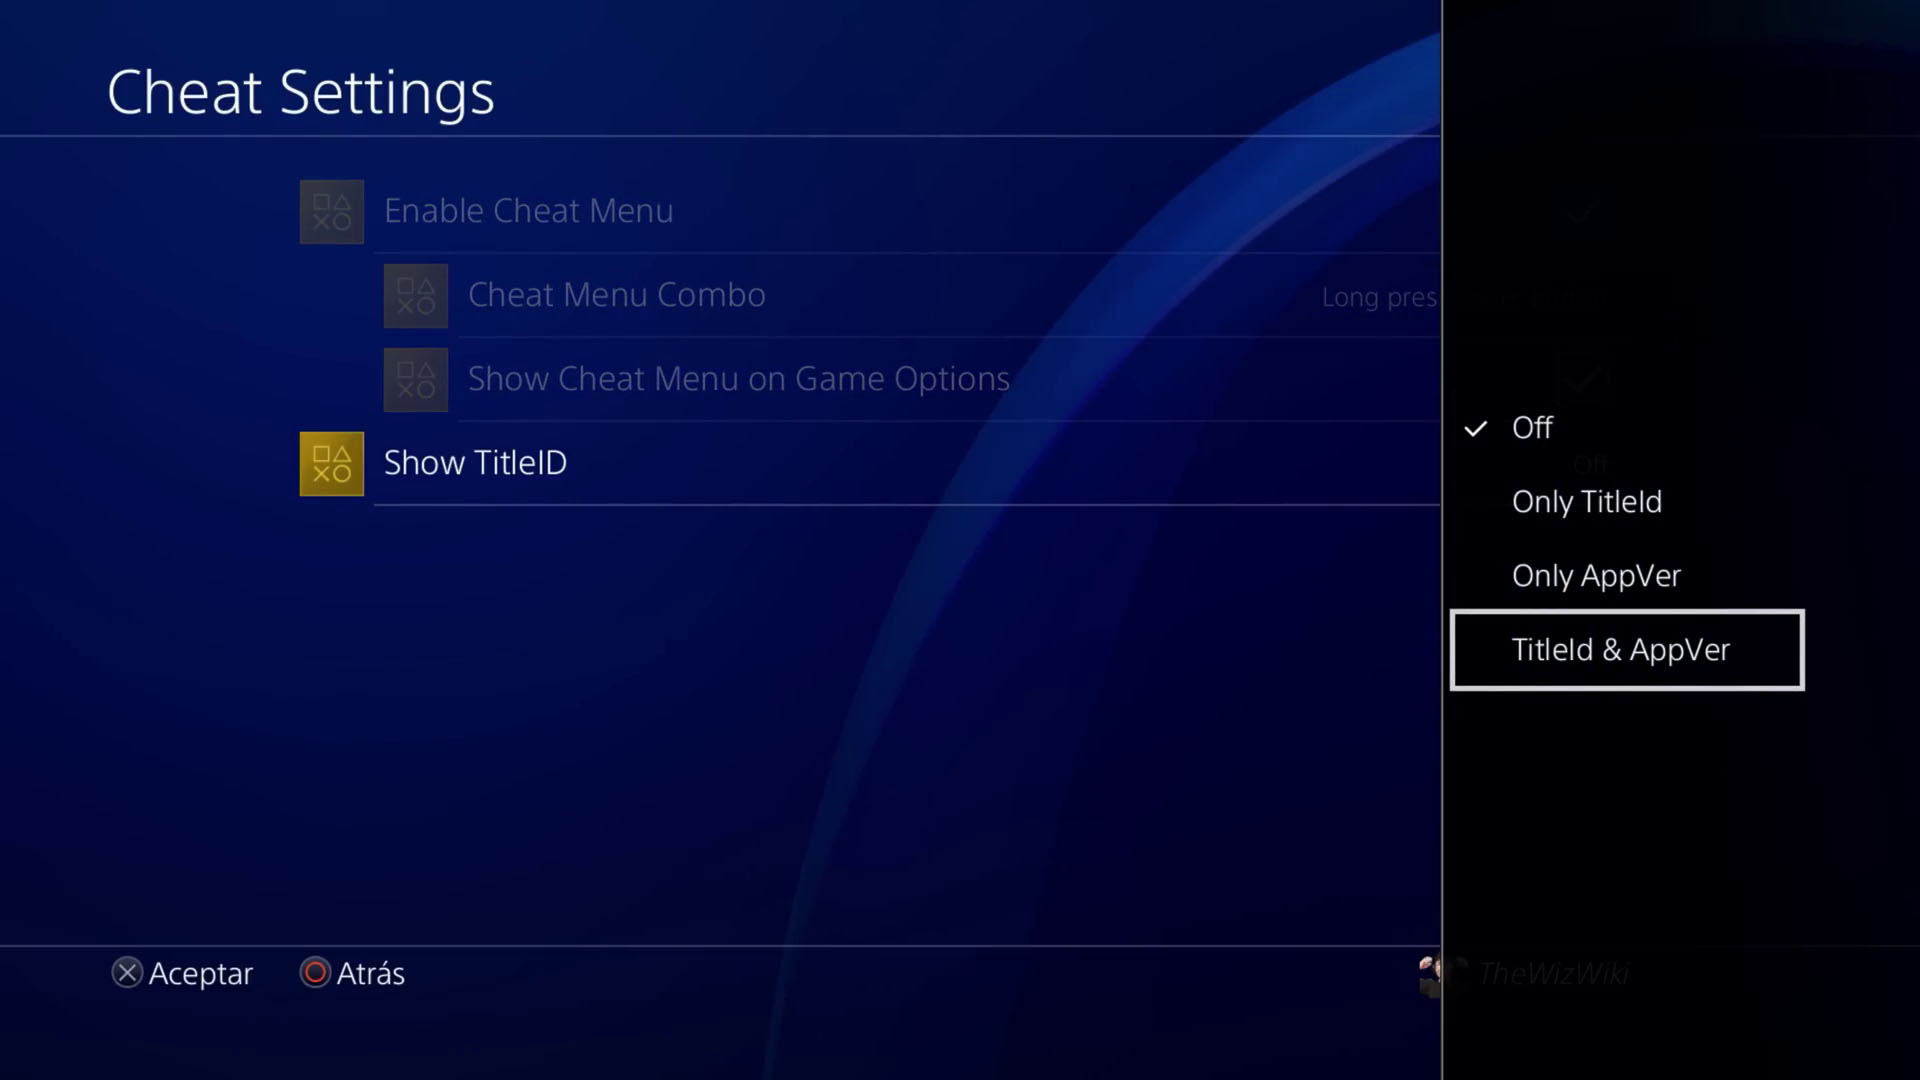 Cheat Settings
Enable Cheat Menu
Cheat Menu Combo
Long pres
Show Cheat Menu on Game Options
Show TitleID
Off
Off
Only TitleId
Only AppVer
TitleId & AppVer
Aceptar
Atrás
TheWizWiki